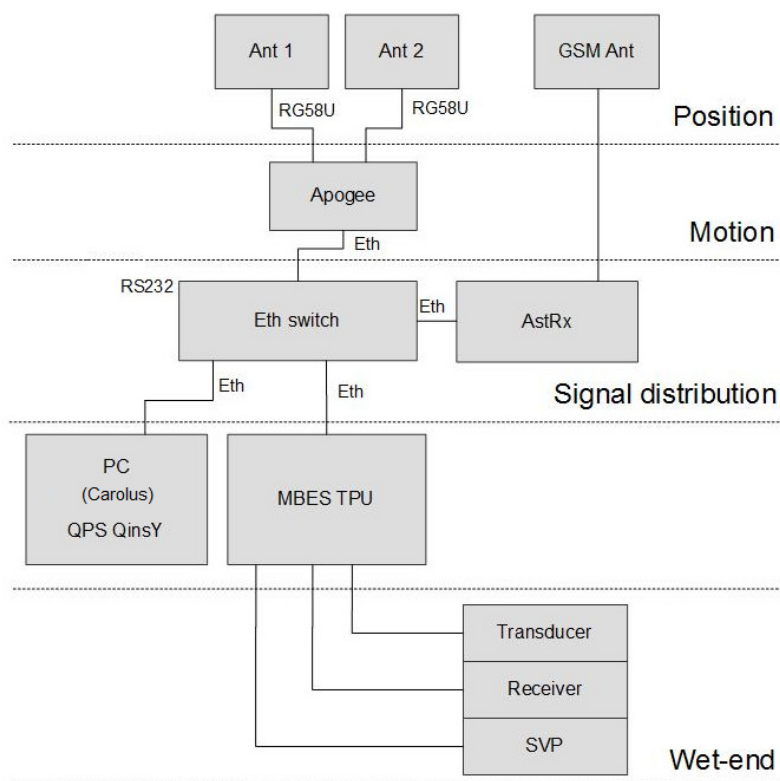 Ant 1
Ant 2
GSM Ant
RG58U
RG58U
Position
Apogee
Motion
Eth
RS232
Eth switch
Eth
AstRx
Eth
Eth
Signal distribution
PC
(Carolus)
QPS QinsY
MBES TPU
Transducer
Receiver
SVP
Wet-end